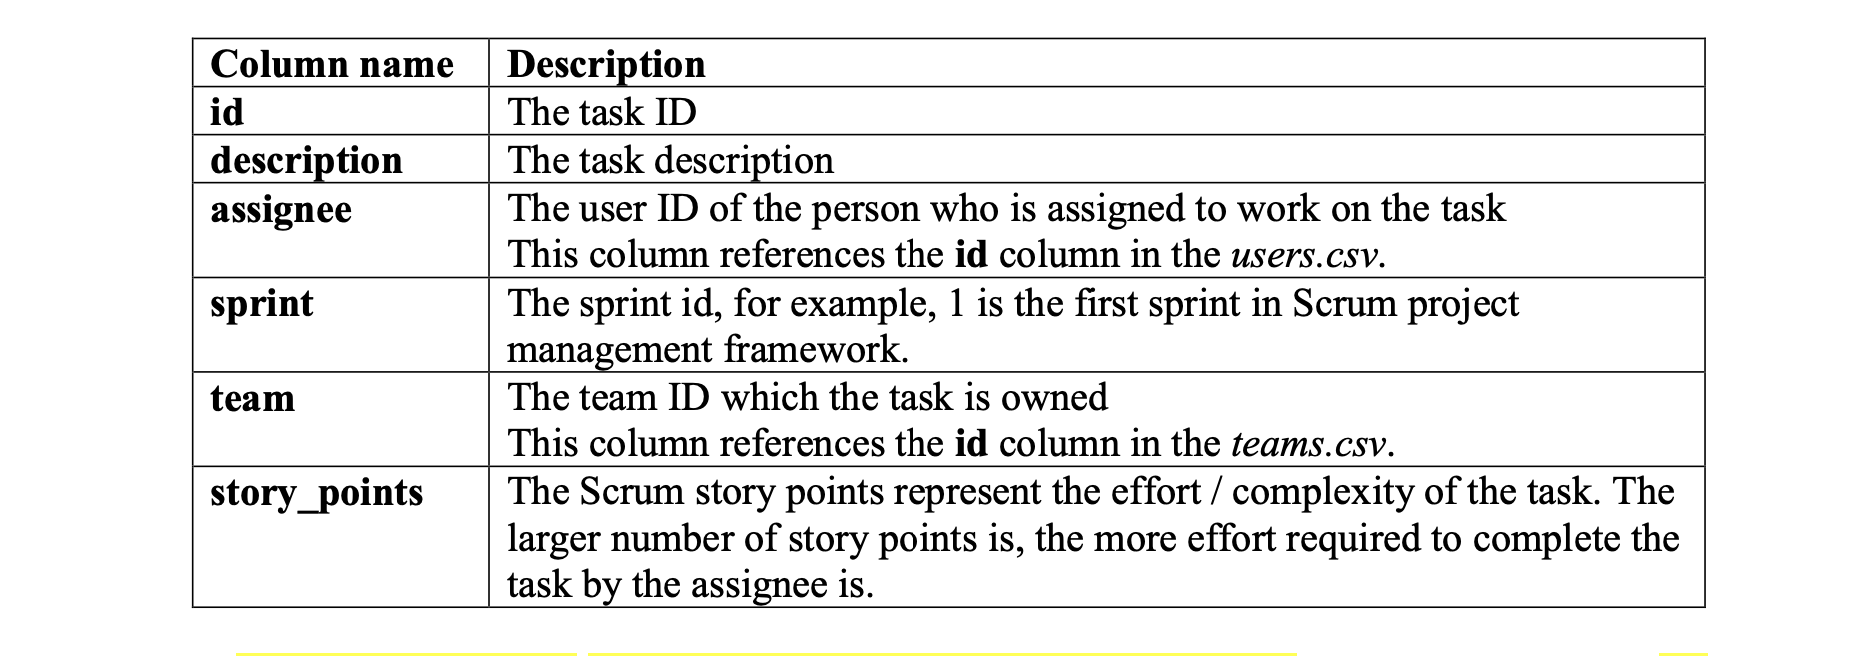 Column name Description
id The task ID
description The task description
assignee The user ID of the person who is assigned to work on the task
This column references the id column in the users.csv.
sprint The sprint id, for example, 1 is the first sprint in Scrum project
management framework.
team The team ID which the task is owned
This column references the id column in the teams.csv.
story_points The Scrum story points represent the effort / complexity of the task. The
larger number of story points is, the more effort required to complete the
task by the assignee is.